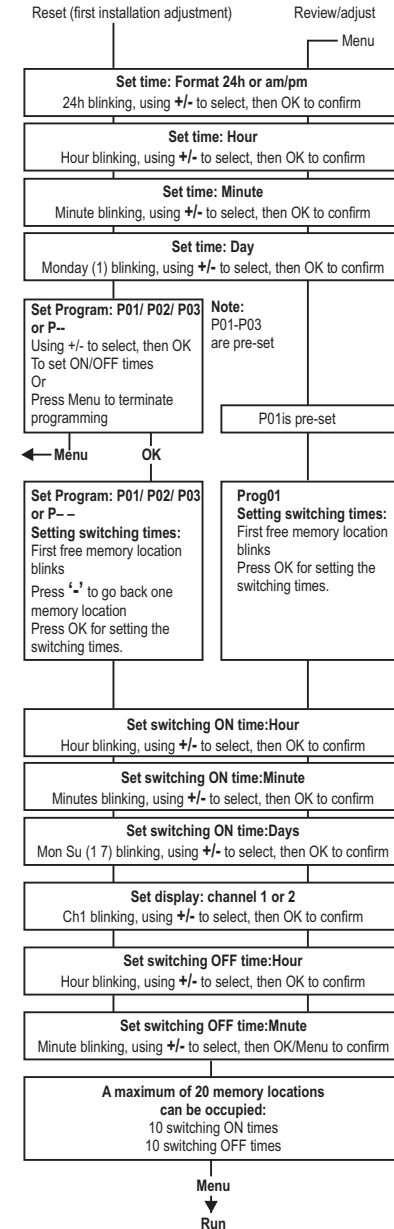 Reset (first installation adjustment)
Review/adjust
Menu
Set time: Format 24h or am/pm
24h blinking, using +/- to select, then OK to confirm
Set time: Hour
Hour blinking, using +/- to select, then OK to confirm
Set time: Minute
Minute blinking, using +/- to select, then OK to confirm
Set time: Day
Monday (1) blinking, using +/- to select, then OK to confirm
Set Program: P01/ P02/ P03
or P--
Using +/- to select, then OK
To set ON/OFF times
Or
Press Menu to terminate
programming
Note:
P01-P03
are pre-set
P01is pre-set
Menu
OK
Set Program: P01/ P02/ P03
or P– –
Setting switching times:
First free memory location
blinks
Press ‘-’ to go back one
memory location
Press OK for setting the
switching times.
Prog01
Setting switching times:
First free memory location
blinks
Press OK for setting the
switching times.
Set switching ON time:Hour
Hour blinking, using +/- to select, then OK to confirm
Set switching ON time:Minute
Minutes blinking, using +/- to select, then OK to confirm
Set switching ON time:Days
Mon Su (1 7) blinking, using +/- to select, then OK to confirm
Set display: channel 1 or 2
Ch1 blinking, using +/- to select, then OK to confirm
Set switching OFF time:Hour
Hour blinking, using +/- to select, then OK to confirm
Set switching OFF time:Mnute
Minute blinking, using +/- to select, then OK/Menu to confirm
A maximum of 20 memory locations
can be occupied:
10 switching ON times
10 switching OFF times
Menu
Run